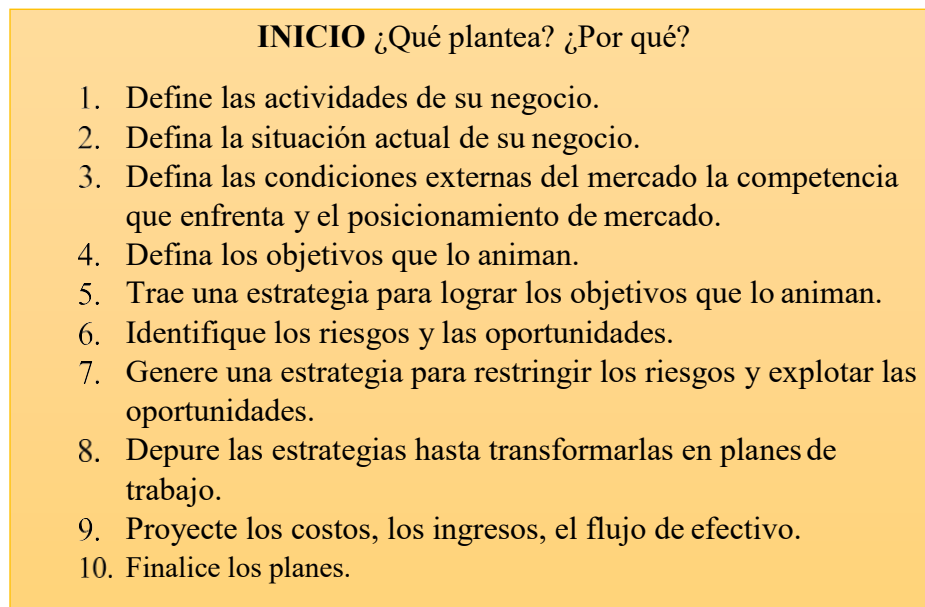 INICIO ¿Qué plantea? ¿Por qué?
1. Define las actividades de su negocio.
2. Defina la situación actual de su negocio.
3. Defina las condiciones externas del mercado la competencia
que enfrenta y el posicionamiento de mercado.
4. Defina los objetivos que lo animan.
5. Trae una estrategia para lograr los objetivos que lo animan.
6. Identifique los riesgos y las oportunidades.
7. Genere una estrategia para restringir los riesgos y explotar las
oportunidades.
8. Depure las estrategias hasta transformarlas en planes de
trabajo.
9. Proyecte los costos, los ingresos, el flujo de efectivo.
10. Finalice los planes.